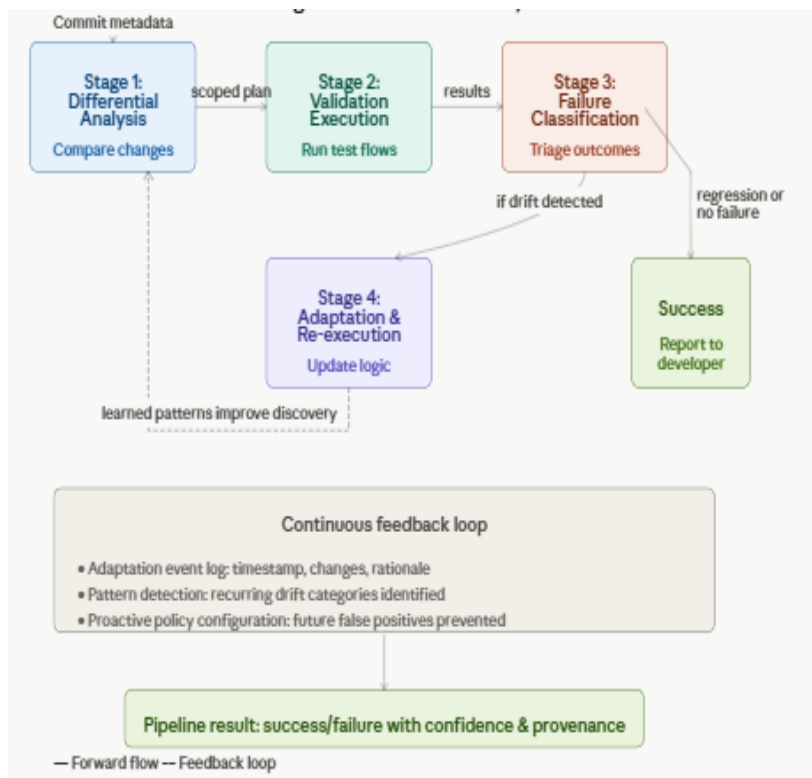 Commit metadata
Stage 1:
Differential
Analysis
Compare changes
scoped plan
Stage 2:
Validation
Execution
Run test flows
results
Stage 3:
Failure
Classification
Triage outcomes
if drift detected
regression or
no failure
Stage 4:
Adaptation &
Re-execution
Update logic
Success
Report to
developer
learned patterns improve discovery
Continuous feedback loop
• Adaptation event log: timestamp, changes, rationale
• Pattern detection: recurring drift categories identified
• Proactive policy configuration: future false positives prevented
Pipeline result: success/failure with confidence & provenance
— Forward flow -- Feedback loop